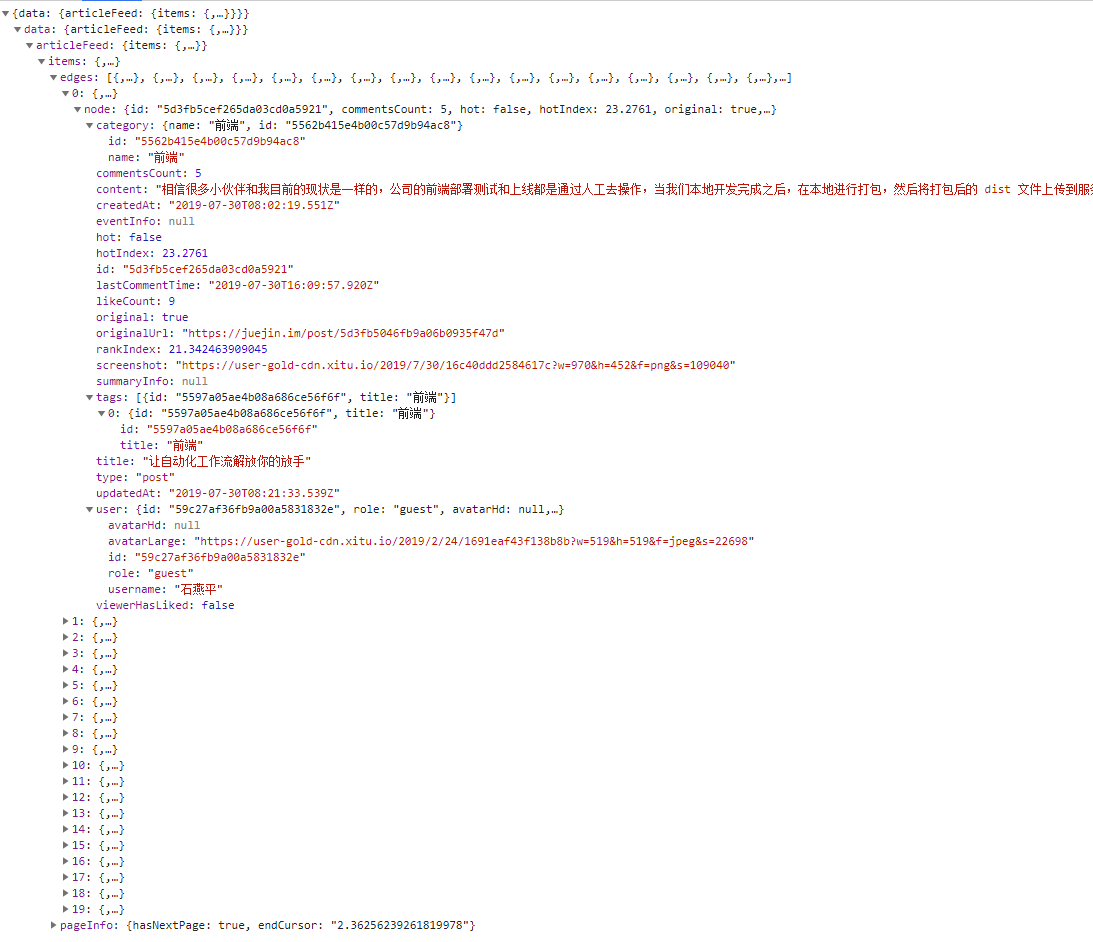 {data: {articleFeed: {items: {,…}}}}
data: {articleFeed: {items: {,…}}}
articleFeed: {items: {,…}}
items: {,…}
edges: [{,…}, {,…}, {,…}, {,…}, {,…}, {,…}, {,…}, {,…}, {,…}, {,…}, {,…}, {,…}, {,…}, {,…}, {,…}, {,…}, {,…},…]
0: {,…}
node: {id: "5d3fb5cef265da03cd0a5921", commentsCount: 5, hot: false, hotIndex: 23.2761, original: true,…}
category: {name: "前端", id: "5562b415e4b00c57d9b94ac8"}
id: "5562b415e4b00c57d9b94ac8"
name: "前端"
commentsCount: 5
content: "相信很多小伙伴和我目前的现状是一样的，公司的前端部署测试和上线都是通过人工去操作，当我们本地开发完成之后，在本地进行打包，然后将打包后的 dist 文件上传到服务
createdAt: "2019-07-30T08:02:19.551Z"
eventInfo: null
hot: false
hotIndex: 23.2761
id: "5d3fb5cef265da03cd0a5921"
lastCommentTime: "2019-07-30T16:09:57.920Z"
likeCount: 9
original: true
originalUrl: "https://juejin.im/post/5d3fb5046fb9a06b0935f47d"
rankIndex: 21.342463909045
screenshot: "https://user-gold-cdn.xitu.io/2019/7/30/16c40ddd2584617c?w=970&h=452&f=png&s=109040"
summaryInfo: null
tags: [{id: "5597a05ae4b08a686ce56f6f", title: "前端"}]
0: {id: "5597a05ae4b08a686ce56f6f", title: "前端"}
id: "5597a05ae4b08a686ce56f6f"
title: "前端"
title: "让自动化工作流解放你的放手"
type: "post"
updatedAt: "2019-07-30T08:21:33.539Z"
user: {id: "59c27af36fb9a00a5831832e", role: "guest", avatarHd: null,…}
avatarHd: null
avatarLarge: "https://user-gold-cdn.xitu.io/2019/2/24/1691eaf43f138b8b?w=519&h=519&f=jpeg&s=22698"
id: "59c27af36fb9a00a5831832e"
role: "guest"
username: "石燕平"
viewerHasLiked: false
1: {,…}
2: {,…}
3: {,…}
4: {,…}
5: {,…}
6: {,…}
7: {,…}
8: {,…}
9: {,…}
10: {,…}
11: {,…}
12: {,…}
13: {,…}
14: {,…}
15: {,…}
16: {,…}
17: {,…}
18: {,…}
19: {,…}
pageInfo: {hasNextPage: true, endCursor: "2.36256239261819978"}